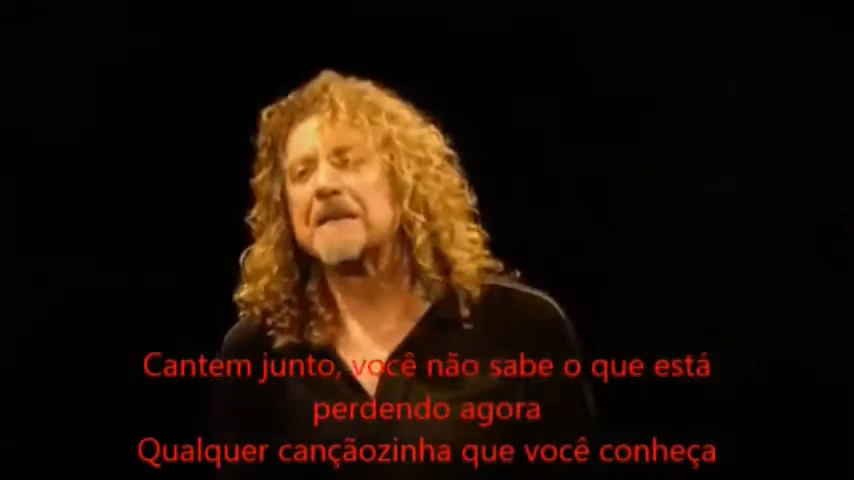 Cantem junto, você não sabe o que está
perdendo agora
Qualquer cançãozinha que você conheça